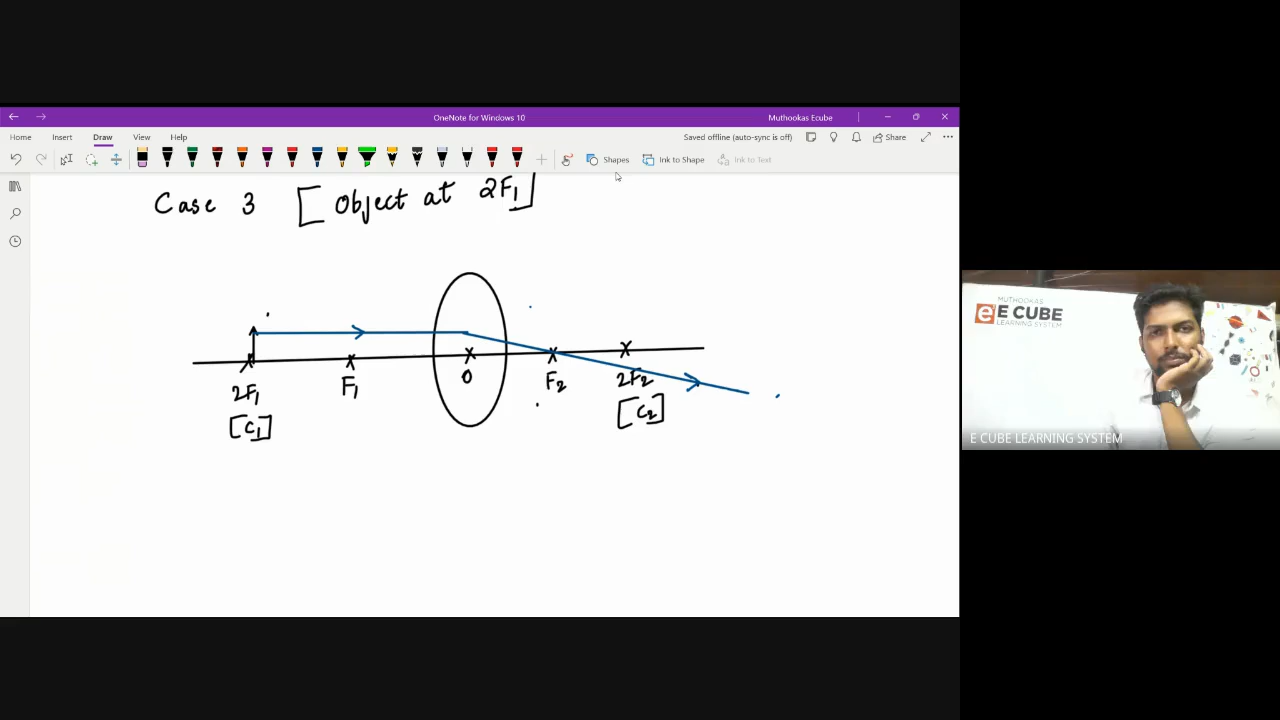 OneNote for Windows 10
Muthookas Ecube
Home Insert Draw View Help
Saved offline (auto-sync is off)
Share
Shapes
Ink to Shape
Ink to Text
Case 3 [Object at 2F1]
2F1
F1
O
F2
2F2
[C1]
[C2]
MUTHOOKAS
e E CUBE
LEARNING SYSTEM
E CUBE LEARNING SYSTEM